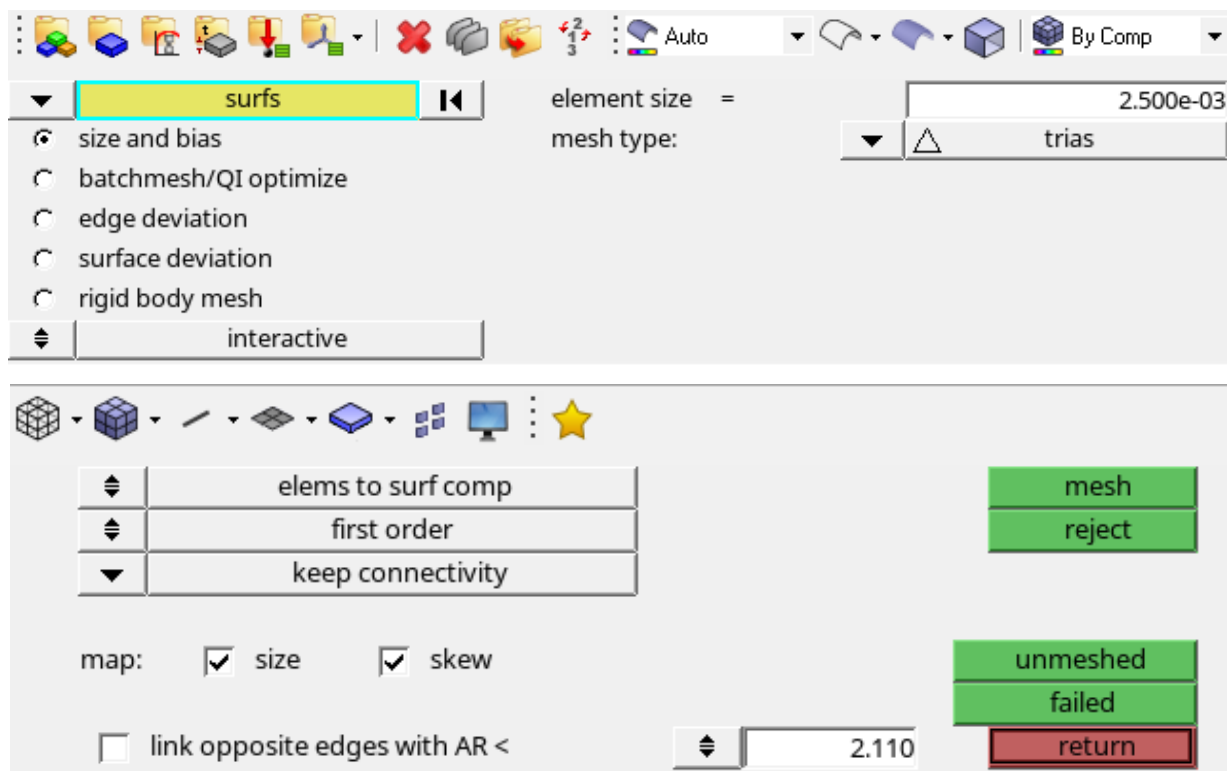 Auto By Comp
surfs element size = 2.500e-03
size and bias mesh type: trias
batchmesh/QI optimize
edge deviation
surface deviation
rigid body mesh
interactive
elems to surf comp mesh
first order reject
keep connectivity
map: size skew unmeshed
failed
link opposite edges with AR < 2.110 return